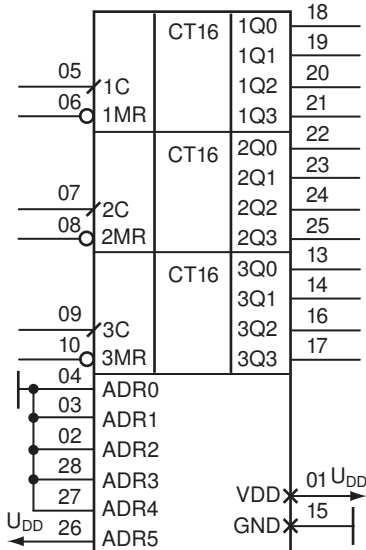 CT16 1Q0 18
1Q1 19
05 1C 1Q2 20
06 1MR 1Q3 21
CT16 2Q0 22
2Q1 23
07 2C 2Q2 24
08 2MR 2Q3 25
CT16 3Q0 13
3Q1 14
09 3C 3Q2 16
10 3MR 3Q3 17
04 ADR0
03 ADR1
02 ADR2
28 ADR3
27 ADR4 VDD 01 UDD
UDD 26 ADR5 GND 15